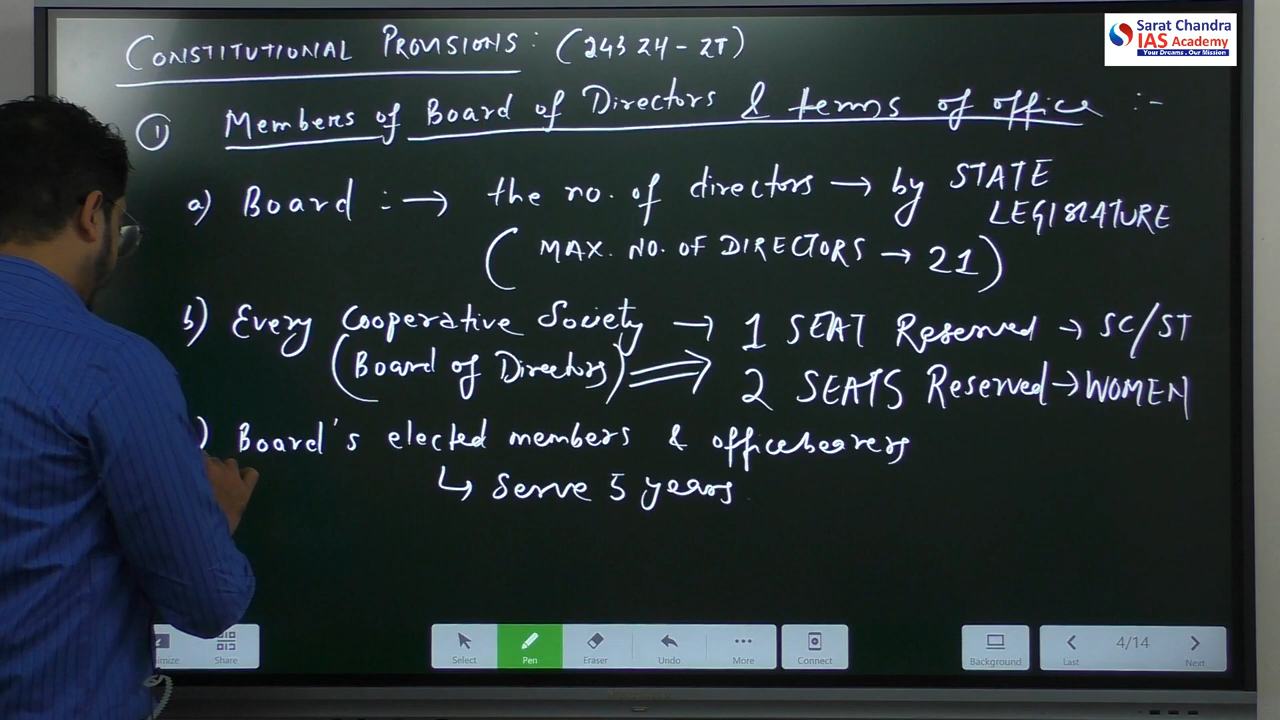 Sarat Chandra
IAS Academy
Your Dreams. Our Mission
CONSTITUTIONAL PROVISIONS: (243 ZH - ZT)
① Members of Board of Directors & terms of office :-
a) Board :→ the no. of directors → by STATE
LEGISLATURE
(MAX. NO. OF DIRECTORS → 21)
b) Every Cooperative Society → 1 SEAT Reserved → SC/ST
(Board of Directors) ⇒ 2 SEATS Reserved → WOMEN
) Board's elected members & officebearers
↳ Serve 5 years
Share
Select
Pen
Eraser
Undo
More
Connect
Background
Last
4/14
Next